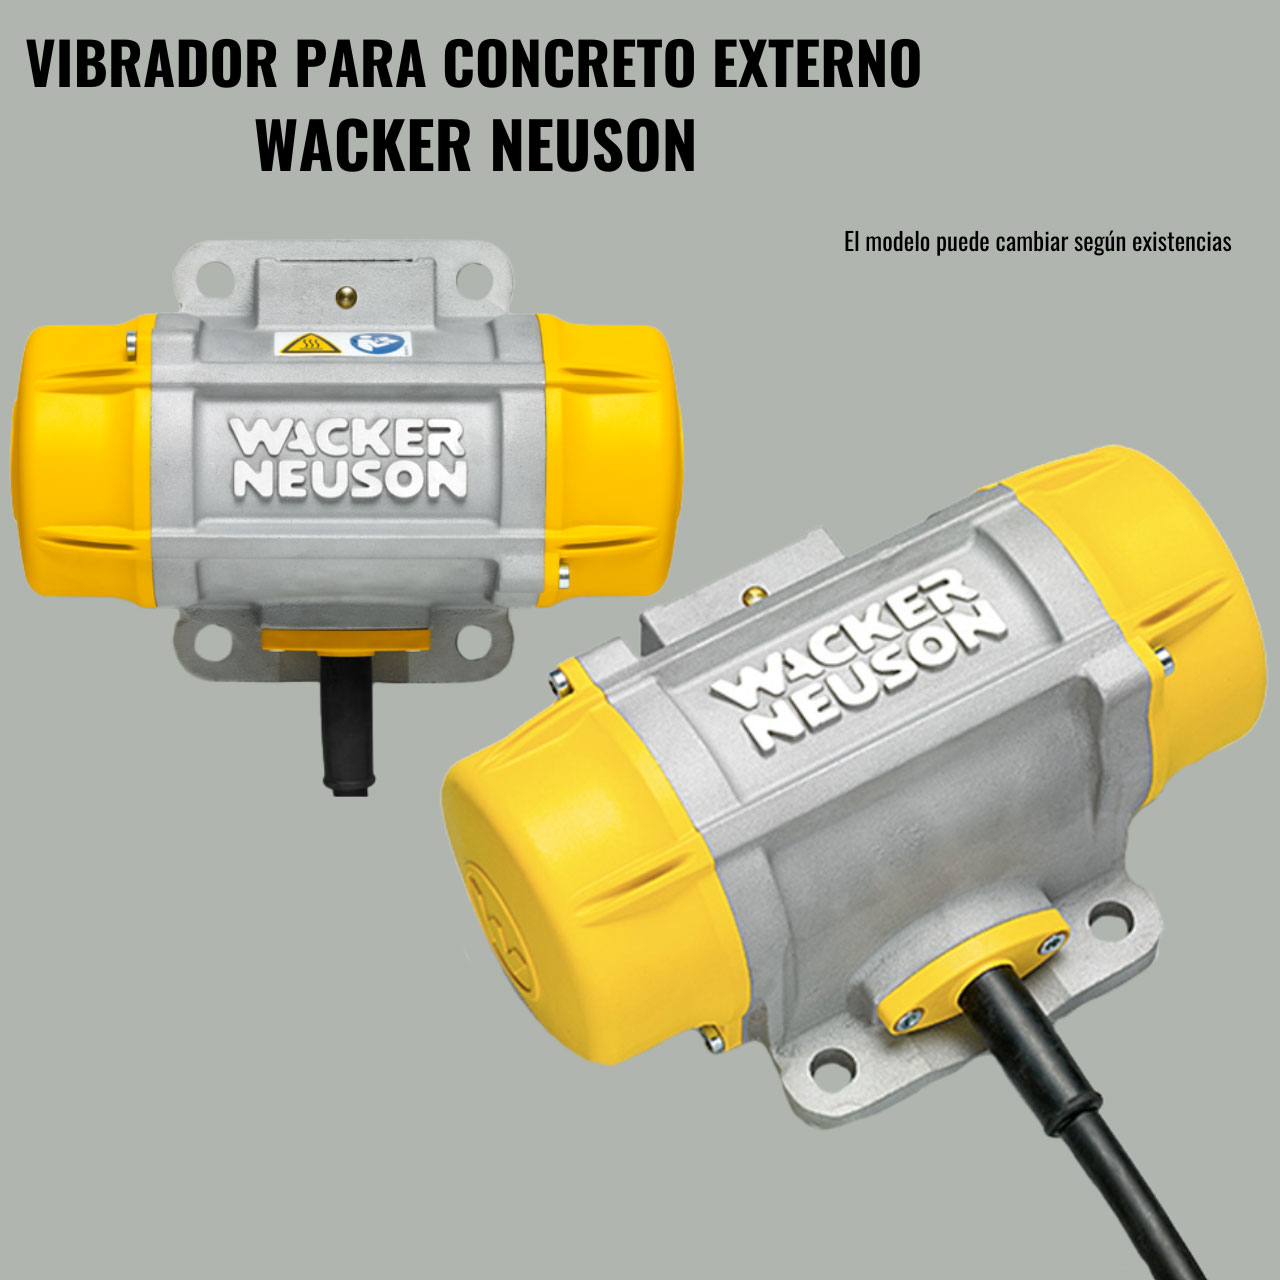 VIBRADOR PARA CONCRETO EXTERNO
WACKER NEUSON
El modelo puede cambiar según existencias
WACKER
NEUSON
WACKER
NEUSON